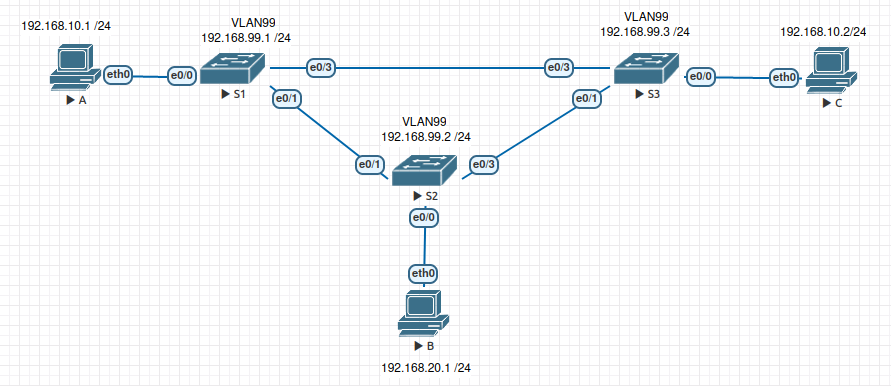 VLAN99
192.168.99.1 /24
192.168.10.1 /24
eth0
e0/0
A
S1
e0/3
e0/1
VLAN99
192.168.99.3 /24
192.168.10.2/24
e0/3
e0/0
eth0
e0/1
S3
C
VLAN99
192.168.99.2 /24
e0/1
e0/3
S2
e0/0
eth0
B
192.168.20.1 /24